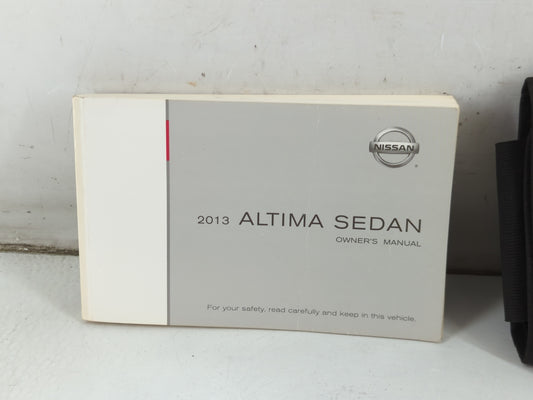 NISSAN
2013 ALTIMA SEDAN
OWNER'S MANUAL
For your safety, read carefully and keep in this vehicle.